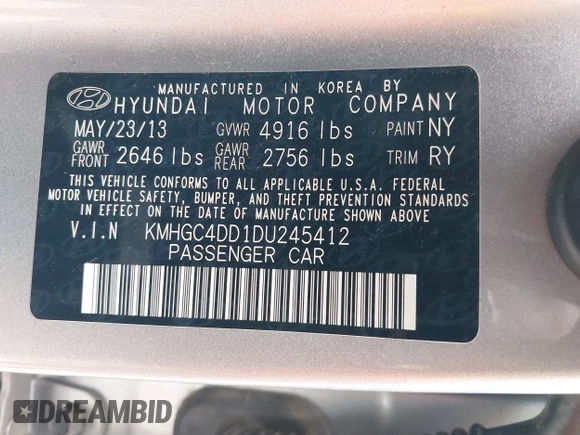 MANUFACTURED IN KOREA BY
HYUNDAI MOTOR COMPANY
MAY/23/13 GVWR 4916 lbs PAINT NY
GAWR FRONT 2646 lbs GAWR REAR 2756 lbs TRIM RY
THIS VEHICLE CONFORMS TO ALL APPLICABLE U.S.A. FEDERAL
MOTOR VEHICLE SAFETY, BUMPER, AND THEFT PREVENTION STANDARDS
IN EFFECT ON THE DATE OF MANUFACTURE SHOWN ABOVE
V.I.N KMHGC4DD1DU245412
PASSENGER CAR
DREAMBID